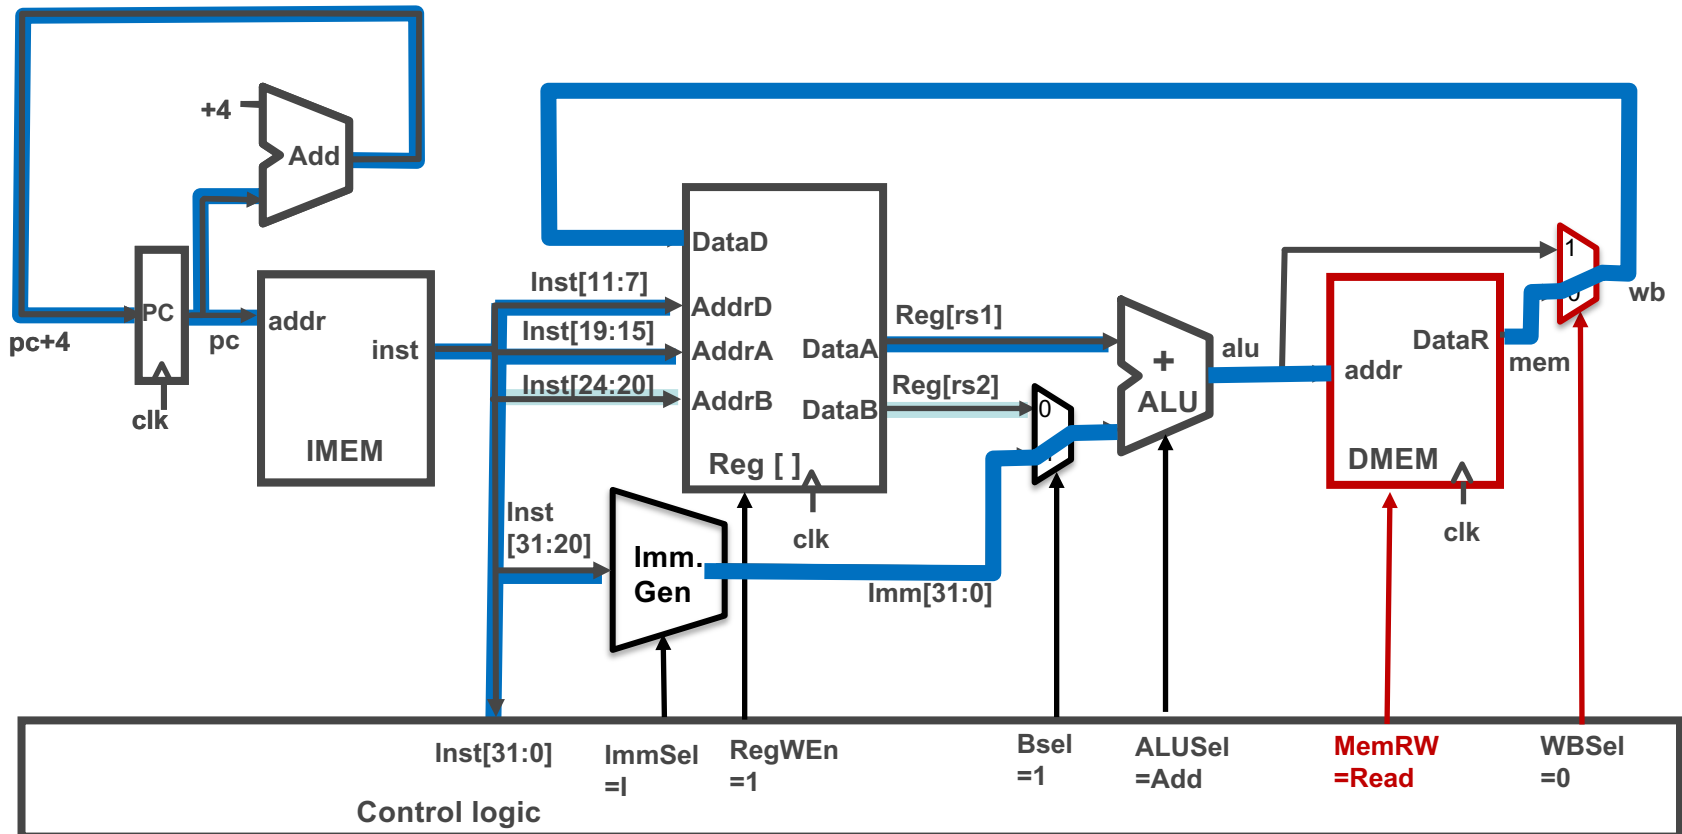 +4
Add
1
DataD
Inst[11:7]
AddrD
PC
addr
wb
Reg[rs1]
Inst[19:15]
pc+4
pc
inst
AddrA
DataA
alu
+
DataR
mem
addr
Inst[24:20]
Reg[rs2]
AddrB
DataB
0
ALU
clk
IMEM
Reg [ ]
DMEM
Inst
[31:20]
clk
clk
Imm.
Gen
Imm[31:0]
Inst[31:0]
ImmSel
=I
RegWEn
=1
Bsel
=1
ALUSel
=Add
MemRW
=Read
WBSel
=0
Control logic